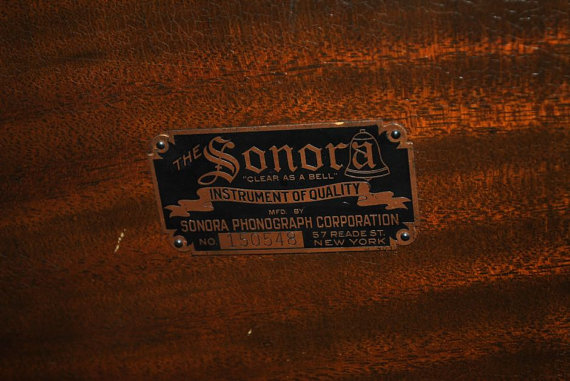 THE Sonora
"CLEAR AS A BELL"
INSTRUMENT OF QUALITY
MFD. BY
SONORA PHONOGRAPH CORPORATION
NO. 150548 57 READE ST.
NEW YORK